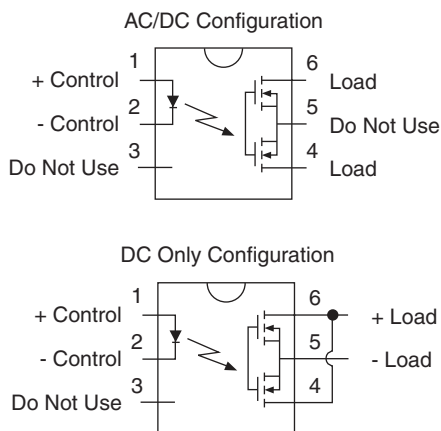 AC/DC Configuration
1
+ Control
2
- Control
3
Do Not Use
6
Load
5
Do Not Use
4
Load
DC Only Configuration
1
+ Control
2
- Control
3
Do Not Use
6
+ Load
5
- Load
4